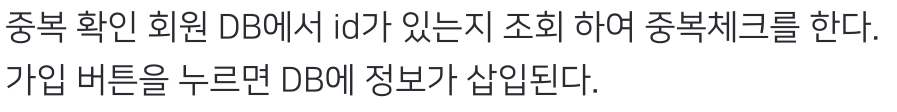 중복 확인 회원 DB에서 id가 있는지 조회 하여 중복체크를 한다.
가입 버튼을 누르면 DB에 정보가 삽입된다.